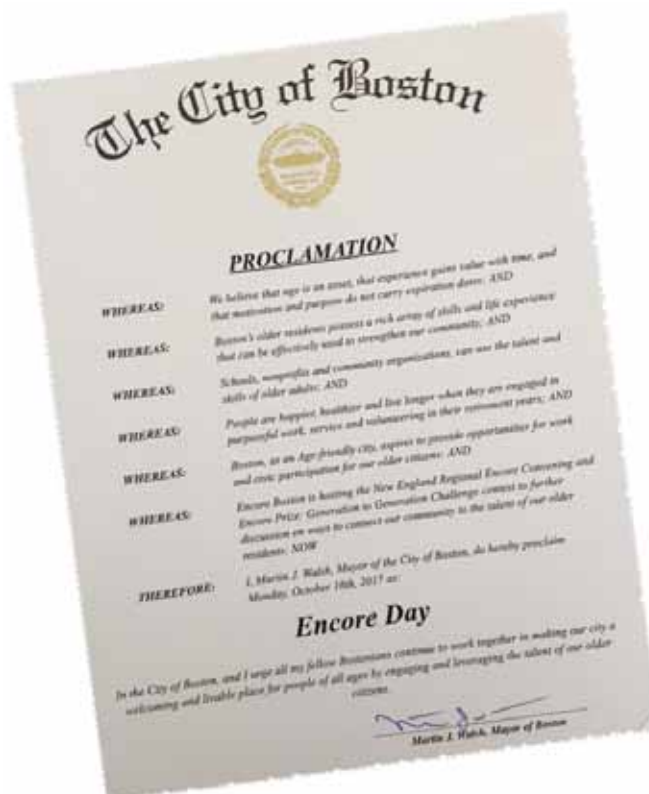 The City of Boston
PROCLAMATION
WHEREAS: We believe that age is an asset, that experience gains value with time, and
that motivation and purpose do not carry expiration dates; AND
WHEREAS: Boston's older residents possess a rich array of skills and life experience
that can be effectively used to strengthen our community; AND
WHEREAS: Schools, nonprofits and community organizations, can use the talent and
skills of older adults; AND
WHEREAS: People are happier, healthier and live longer when they are engaged in
purposeful work, service and volunteering in their retirement years; AND
WHEREAS: Boston, as an Age-friendly city, aspires to provide opportunities for work
and civic participation for our older citizens: AND
WHEREAS: Encore Boston is hosting the New England Regional Encore Convening and
Encore Prize: Generation to Generation Challenge contest to further
discussion on ways to connect our community to the talent of our older
residents: NOW
THEREFORE: I, Martin J. Walsh, Mayor of the City of Boston, do hereby proclaim
Monday, October 16th, 2017 as:
Encore Day
In the City of Boston, and I urge all my fellow Bostonians continue to work together in making our city a
welcoming and livable place for people of all ages by engaging and leveraging the talent of our older
citizens.
Martin J. Walsh, Mayor of Boston